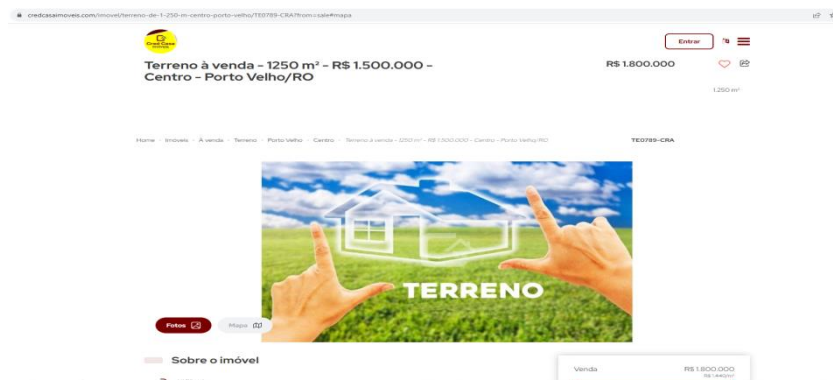 credcasaimoveis.com/imovel/terreno-de-1-250-m-centro-porto-velho/TE0789-CRA?from=sale#mapa
Cred Casa
Entrar
Terreno à venda - 1250 m² - R$ 1.500.000 -
Centro - Porto Velho/RO
R$ 1.800.000
1.250 m²
Home - Imóveis - À venda - Terreno - Porto Velho - Centro - Terreno à venda - 1250 m² - R$ 1.500.000 - Centro - Porto Velho/RO
TE0789-CRA
TERRENO
Fotos
Mapa
Sobre o imóvel
Venda
R$ 1.800.000